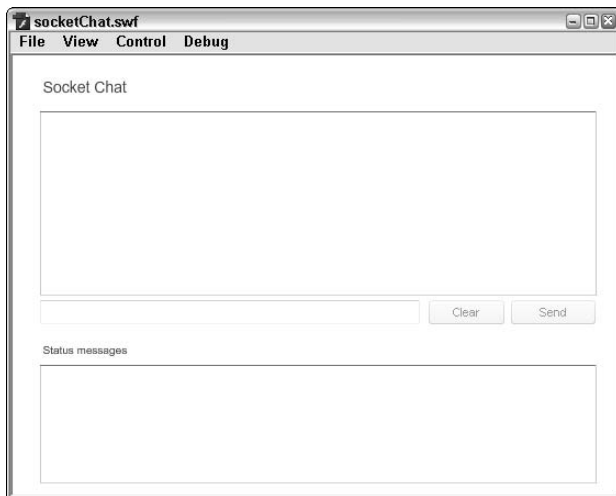 socketChat.swf
File View Control Debug
Socket Chat
Clear Send
Status messages